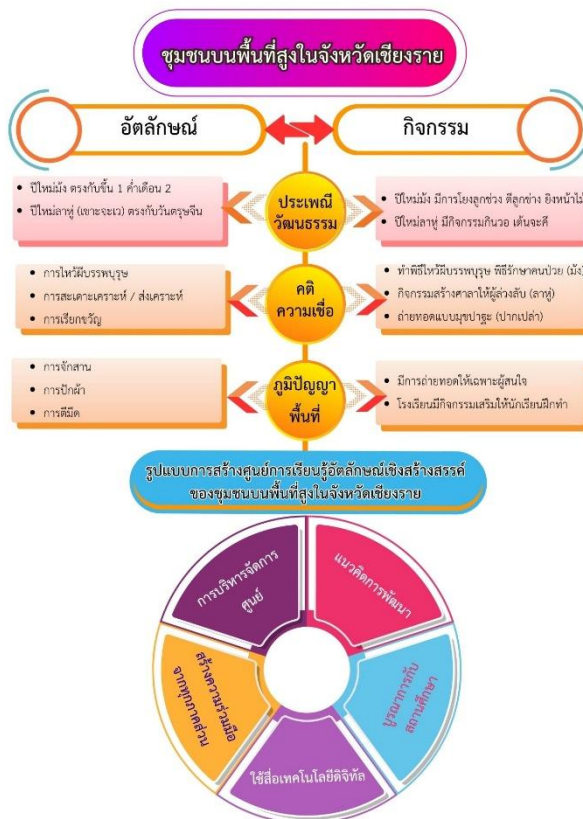 ชุมชนบนพื้นที่สูงในจังหวัดเชียงราย
อัตลักษณ์
กิจกรรม
ปีใหม่ม้ง ตรงกับขึ้น 1 ค่ำเดือน 2
ปีใหม่ลาหู่ (เขาะจะเว) ตรงกับวันตรุษจีน
ประเพณี
วัฒนธรรม
ปีใหม่ม้ง มีการโยงลูกช่วง ตีลูกช่าง ยิงหน้าไม้
ปีใหม่ลาหู่ มีกิจกรรมกินวอ เต้นจะคึ
การไหว้ผีบรรพบุรุษ
การสะเดาะเคราะห์ / ส่งเคราะห์
การเรียกขวัญ
คติ
ความเชื่อ
ทำพิธีไหว้ผีบรรพบุรุษ พิธีรักษาคนป่วย (ม้ง)
กิจกรรมสร้างศาลาให้ผู้ล่วงลับ (ลาหู่)
ถ่ายทอดแบบมุขปาฐะ (ปากเปล่า)
การจักสาน
การปักผ้า
การตีมีด
ภูมิปัญญา
พื้นที่
มีการถ่ายทอดให้เฉพาะผู้สนใจ
โรงเรียนมีกิจกรรมเสริมให้นักเรียนฝึกทำ
รูปแบบการสร้างศูนย์การเรียนรู้อัตลักษณ์เชิงสร้างสรรค์
ของชุมชนบนพื้นที่สูงในจังหวัดเชียงราย
การบริหารจัดการ
ศูนย์
แนวคิดการพัฒนา
สร้างความร่วมมือ
จากทุกภาคส่วน
บูรณาการกับ
สถานศึกษา
ใช้สื่อเทคโนโลยีดิจิทัล